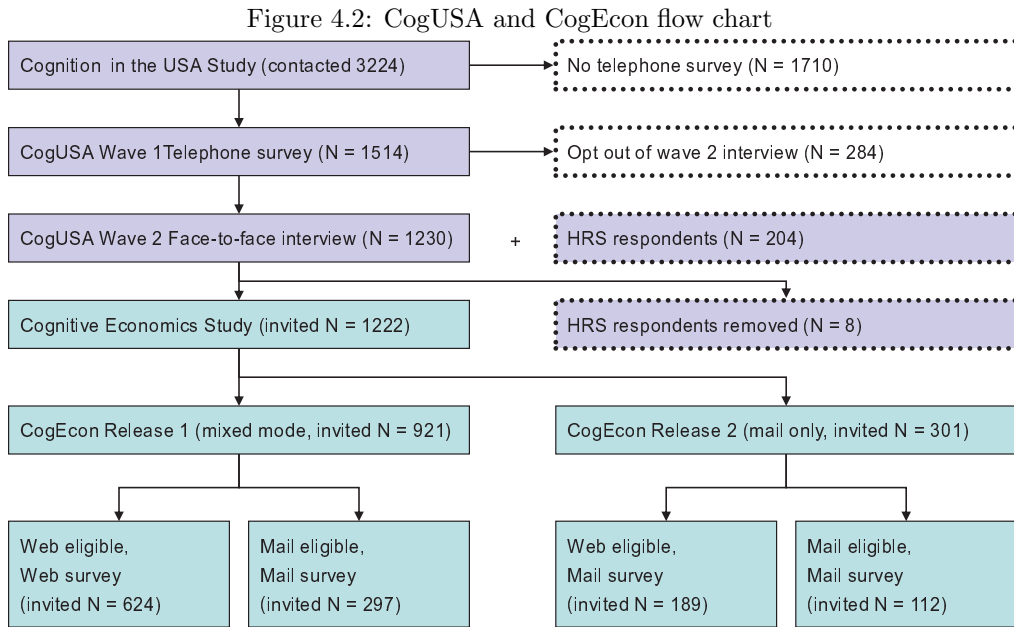 Figure 4.2: CogUSA and CogEcon flow chart
Cognition in the USA Study (contacted 3224)
No telephone survey (N = 1710)
CogUSA Wave 1Telephone survey (N = 1514)
Opt out of wave 2 interview (N = 284)
CogUSA Wave 2 Face-to-face interview (N = 1230)
+
HRS respondents (N = 204)
Cognitive Economics Study (invited N = 1222)
HRS respondents removed (N = 8)
CogEcon Release 1 (mixed mode, invited N = 921)
CogEcon Release 2 (mail only, invited N = 301)
Web eligible,
Web survey
(invited N = 624)
Mail eligible,
Mail survey
(invited N = 297)
Web eligible,
Mail survey
(invited N = 189)
Mail eligible,
Mail survey
(invited N = 112)